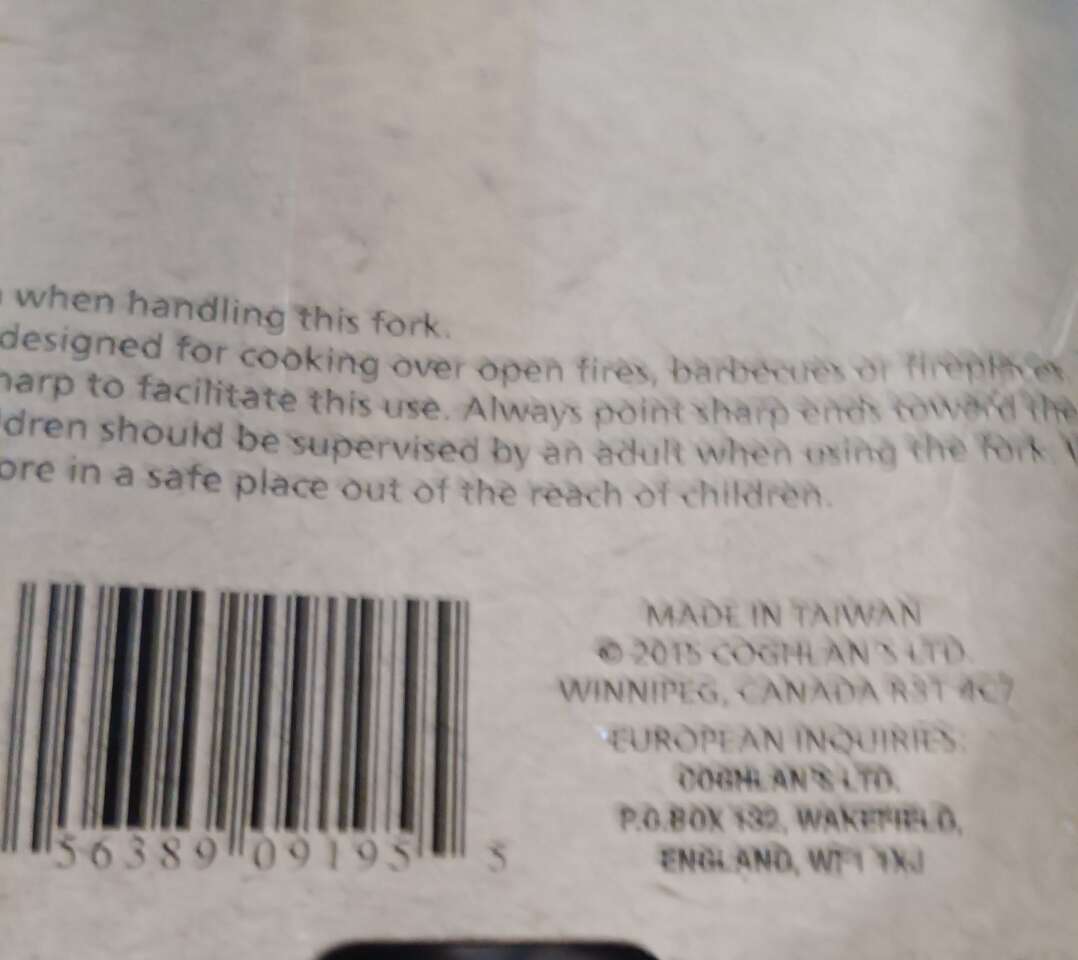 when handling this fork.
designed for cooking over open fires, barbecues or fireplaces
harp to facilitate this use. Always point sharp ends toward the
ldren should be supervised by an adult when using the fork.
ore in a safe place out of the reach of children.
56389 09195 5
MADE IN TAIWAN
© 2015 COGHLAN'S LTD.
WINNIPEG, CANADA R3T 4C7
EUROPEAN INQUIRIES:
COGHLAN'S LTD.
P.O.BOX 132, WAKEFIELD,
ENGLAND, WF1 1XJ